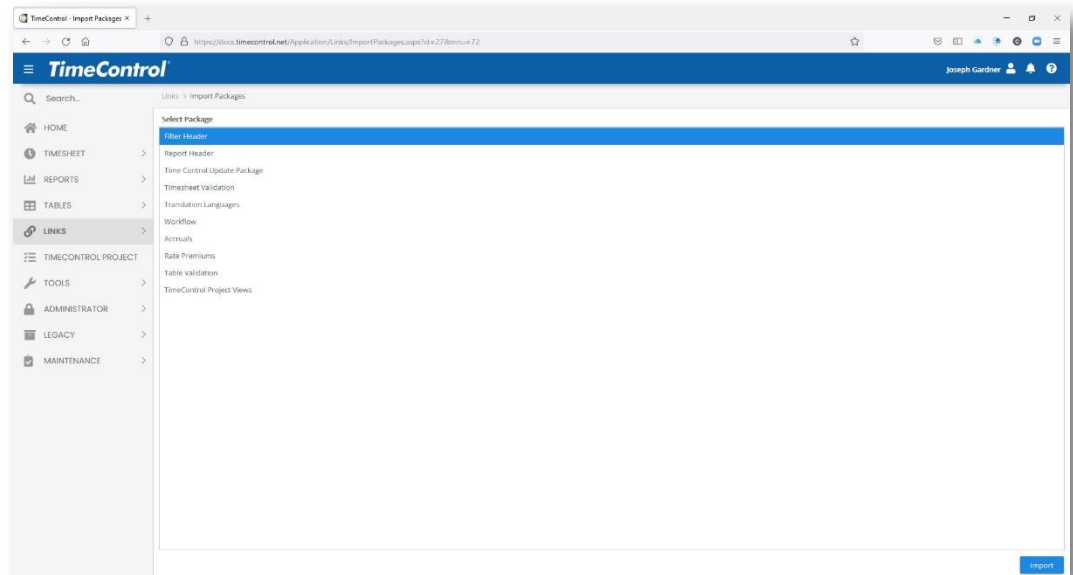 TimeControl - Import Packages
https://docs.timecontrol.net/Application/Links/ImportPackages.aspx?st=27&mnu=72
TimeControl
Joseph Gardner
Search...
Links > Import Packages
HOME
TIMESHEET
REPORTS
TABLES
LINKS
TIMECONTROL PROJECT
TOOLS
ADMINISTRATOR
LEGACY
MAINTENANCE
Select Package
Filter Header
Report Header
Time Control Update Package
Timesheet Validation
Translation Languages
Workflow
Accruals
Rate Premiums
Table Validation
TimeControl Project Views
Import